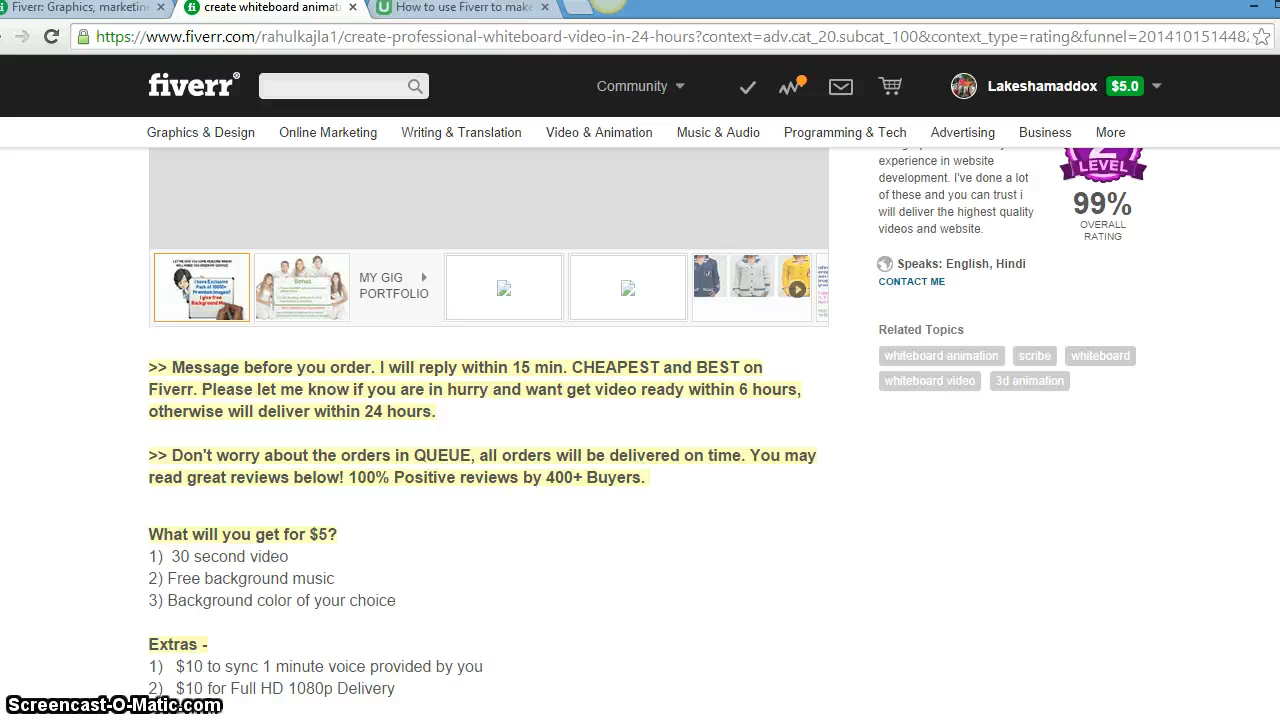 Fiverr: Graphics, marketin
create whiteboard animat
How to use Fiverr to make
https://www.fiverr.com/rahulkajla1/create-professional-whiteboard-video-in-24-hours?context=adv.cat_20.subcat_100&context_type=rating&funnel=201410151448
fiverr®
Community
Lakeshamaddox
$5.0
Graphics & Design
Online Marketing
Writing & Translation
Video & Animation
Music & Audio
Programming & Tech
Advertising
Business
More
experience in website
development. I've done a lot
of these and you can trust i
will deliver the highest quality
videos and website.
2
LEVEL
99%
OVERALL
RATING
Speaks: English, Hindi
CONTACT ME
Related Topics
whiteboard animation
scribe
whiteboard
whiteboard video
3d animation
Bonus
MY GIG
PORTFOLIO
>> Message before you order. I will reply within 15 min. CHEAPEST and BEST on
Fiverr. Please let me know if you are in hurry and want get video ready within 6 hours,
otherwise will deliver within 24 hours.
>> Don't worry about the orders in QUEUE, all orders will be delivered on time. You may
read great reviews below! 100% Positive reviews by 400+ Buyers.
What will you get for $5?
1) 30 second video
2) Free background music
3) Background color of your choice
Extras -
1) $10 to sync 1 minute voice provided by you
2) $10 for Full HD 1080p Delivery
Screencast-O-Matic.com